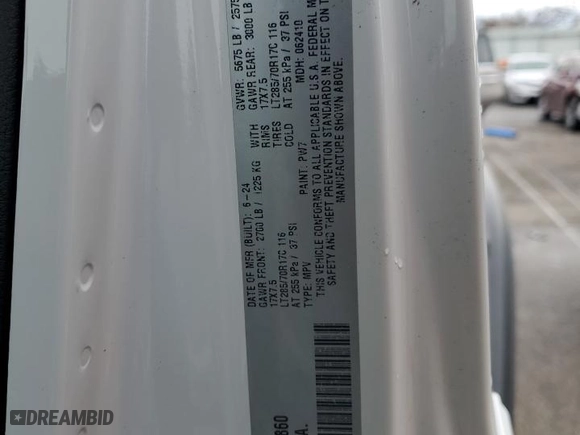 DATE OF MFR (BUILT): 6-24 GVWR: 5675 LB / 2575
GAWR FRONT: 2700 LB / 1225 KG WITH GAWR REAR: 3000 LB
17X7.5 RIMS 17X7.5
LT285/70R17C 116 TIRES LT285/70R17C 116
AT 255 kPa / 37 PSI COLD AT 255 kPa / 37 PSI
TYPE: MPV PAINT: PW7 MDH: 062410
THIS VEHICLE CONFORMS TO ALL APPLICABLE U.S.A. FEDERAL M
SAFETY AND THEFT PREVENTION STANDARDS IN EFFECT ON T
MANUFACTURE SHOWN ABOVE.
860
A.
DREAMBID